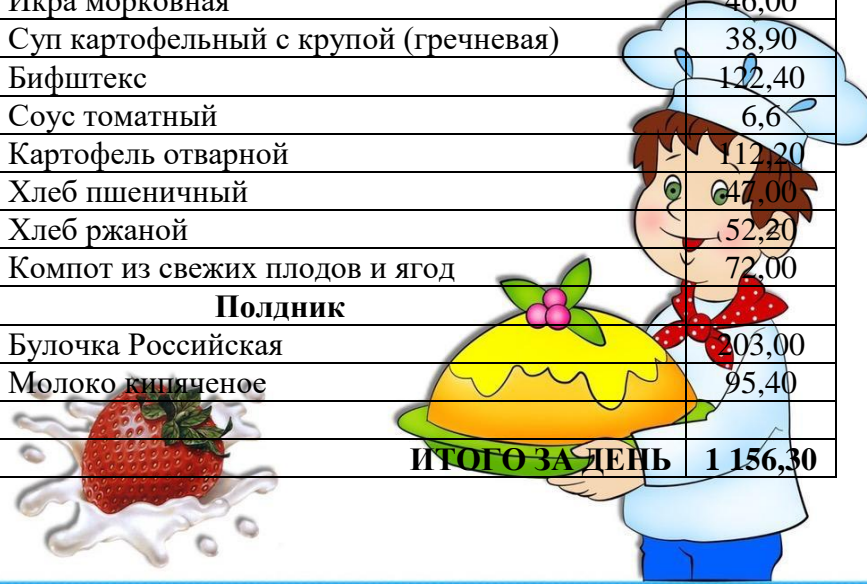 Икра морковная 46,00
Суп картофельный с крупой (гречневая) 38,90
Бифштекс 122,40
Соус томатный 6,6
Картофель отварной 112,20
Хлеб пшеничный 47,00
Хлеб ржаной 52,20
Компот из свежих плодов и ягод 72,00
Полдник
Булочка Российская 203,00
Молоко кипяченое 95,40
ИТОГО ЗА ДЕНЬ 1 156,30